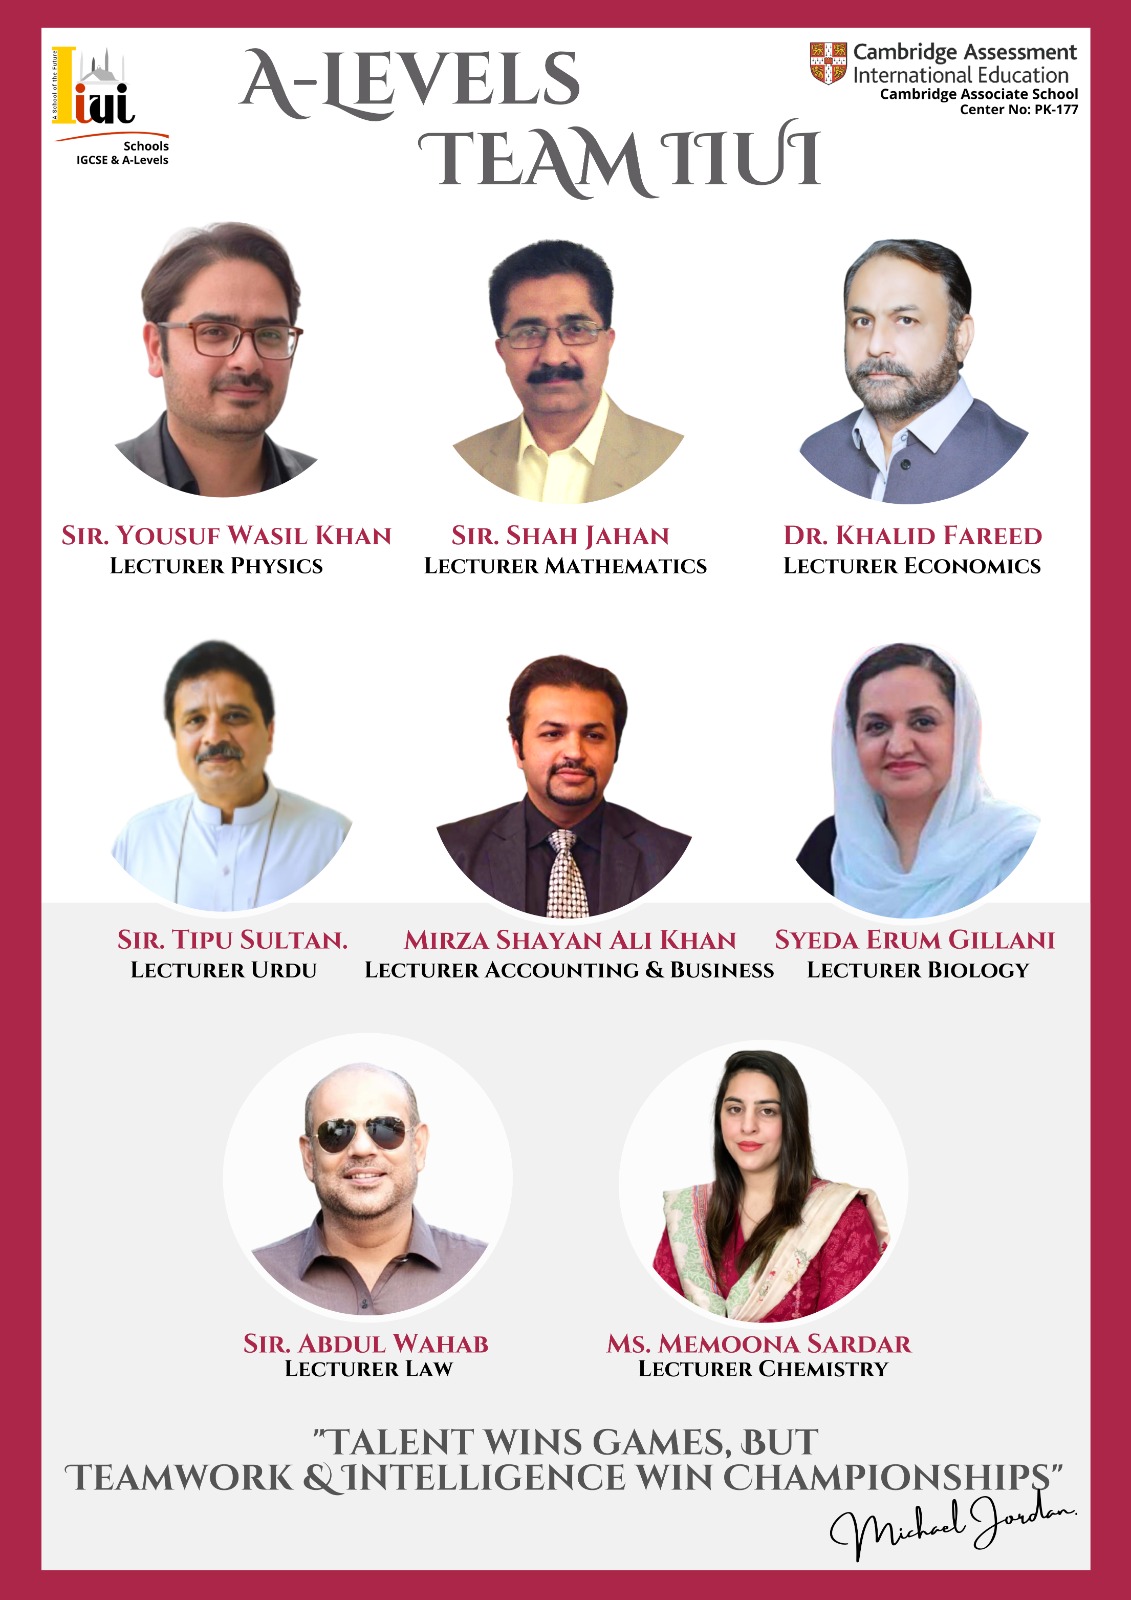 A School of the Future
Iiui
Schools
IGCSE & A-Levels
A-Levels
Team IIUI
Cambridge Assessment
International Education
Cambridge Associate School
Center No: PK-177
Sir. Yousuf Wasil Khan
Lecturer Physics
Sir. Shah Jahan
Lecturer Mathematics
Dr. Khalid Fareed
Lecturer Economics
Sir. Tipu Sultan.
Lecturer Urdu
Mirza Shayan Ali Khan
Lecturer Accounting & Business
Syeda Erum Gillani
Lecturer Biology
Sir. Abdul Wahab
Lecturer Law
Ms. Memoona Sardar
Lecturer Chemistry
"Talent wins games, but
Teamwork & Intelligence win Championships"
Michael Jordan.